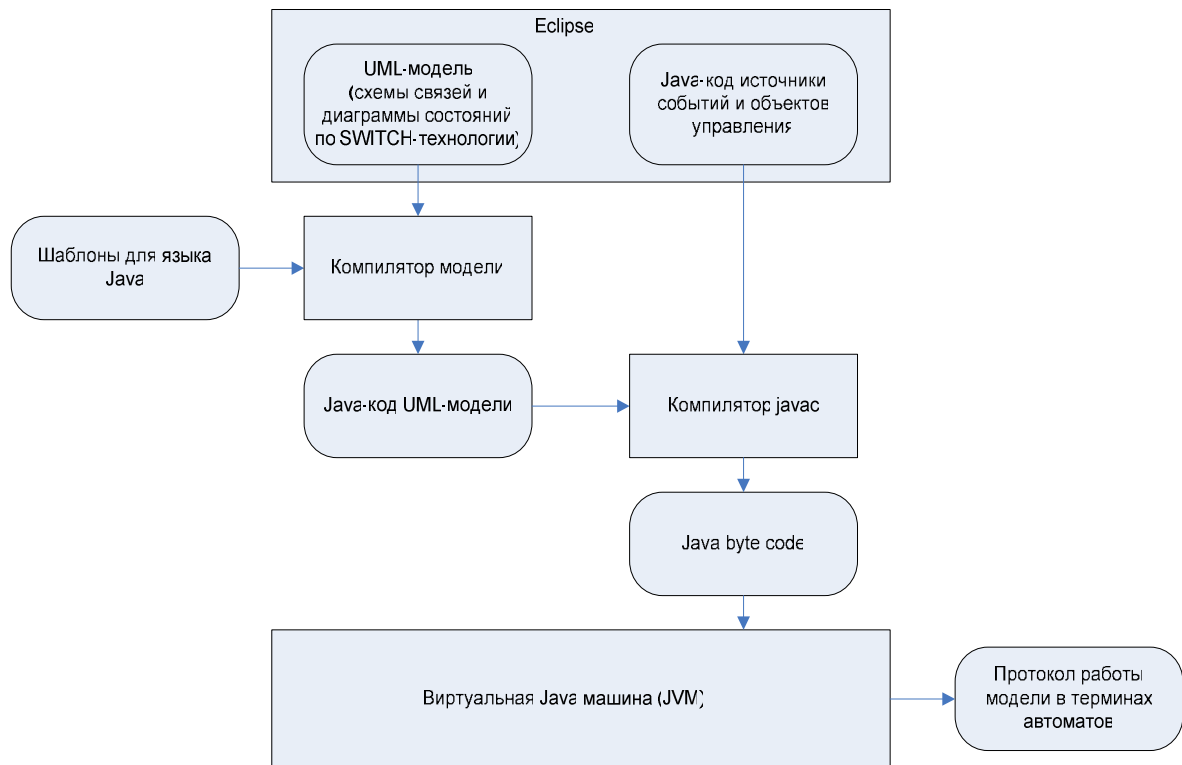 Eclipse
UML-модель
(схемы связей и
диаграммы состояний
по SWITCH-технологии)
Java-код источники
событий и объектов
управления
Шаблоны для языка
Java
Компилятор модели
Java-код UML-модели
Компилятор javac
Java byte code
Виртуальная Java машина (JVM)
Протокол работы
модели в терминах
автоматов